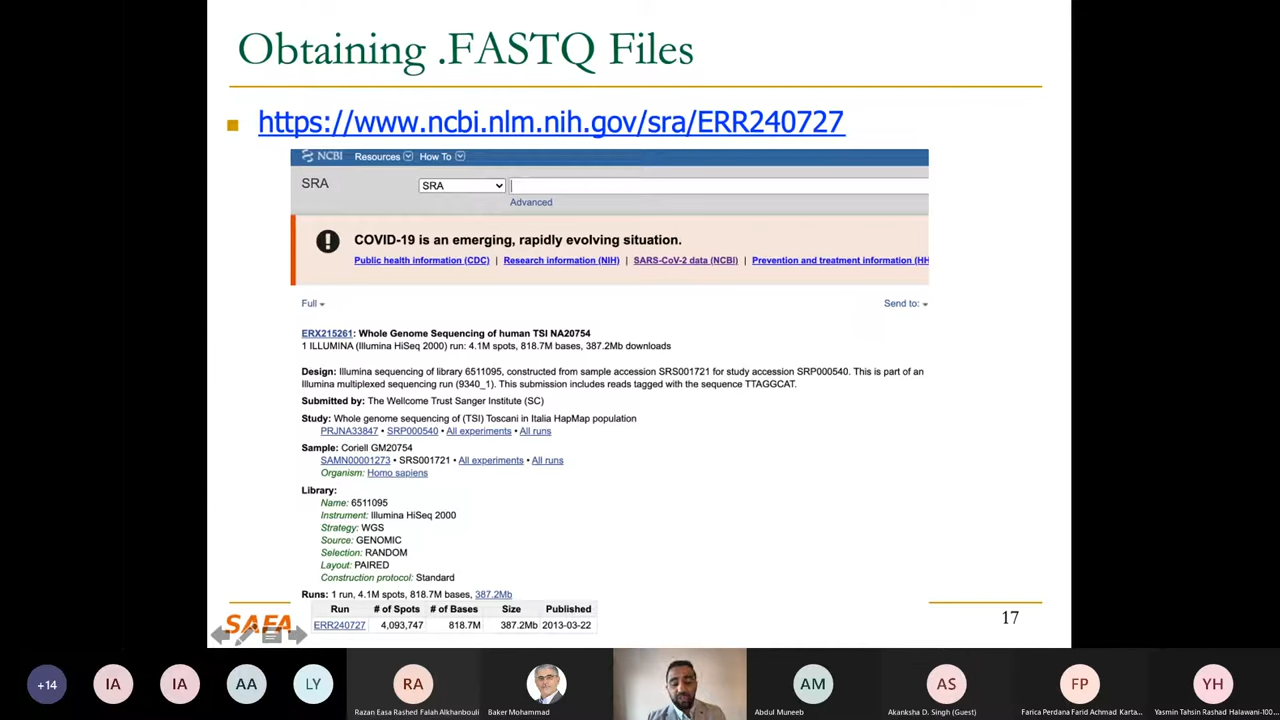 Obtaining .FASTQ Files
https://www.ncbi.nlm.nih.gov/sra/ERR240727
NCBI Resources How To
SRA SRA
Advanced
COVID-19 is an emerging, rapidly evolving situation.
Public health information (CDC) | Research information (NIH) | SARS-CoV-2 data (NCBI) | Prevention and treatment information (HH
Full Send to:
ERX215261: Whole Genome Sequencing of human TSI NA20754
1 ILLUMINA (Illumina HiSeq 2000) run: 4.1M spots, 818.7M bases, 387.2Mb downloads
Design: Illumina sequencing of library 6511095, constructed from sample accession SRS001721 for study accession SRP000540. This is part of an
Illumina multiplexed sequencing run (9340_1). This submission includes reads tagged with the sequence TTAGGCAT.
Submitted by: The Wellcome Trust Sanger Institute (SC)
Study: Whole genome sequencing of (TSI) Toscani in Italia HapMap population
PRJNA33847 • SRP000540 • All experiments • All runs
Sample: Coriell GM20754
SAMN00001273 • SRS001721 • All experiments • All runs
Organism: Homo sapiens
Library:
Name: 6511095
Instrument: Illumina HiSeq 2000
Strategy: WGS
Source: GENOMIC
Selection: RANDOM
Layout: PAIRED
Construction protocol: Standard
Runs: 1 run, 4.1M spots, 818.7M bases, 387.2Mb
Run # of Spots # of Bases Size Published
ERR240727 4,093,747 818.7M 387.2Mb 2013-03-22
SAFA
17
+14 IA IA AA LY RA AM AS FP YH
Razan Easa Rashed Falah Alkhanbouli Baker Mohammad Abdul Muneeb Akanksha D. Singh (Guest) Farica Perdana Farid Achmad Karta... Yasmin Tahsin Rashad Halawani-100...